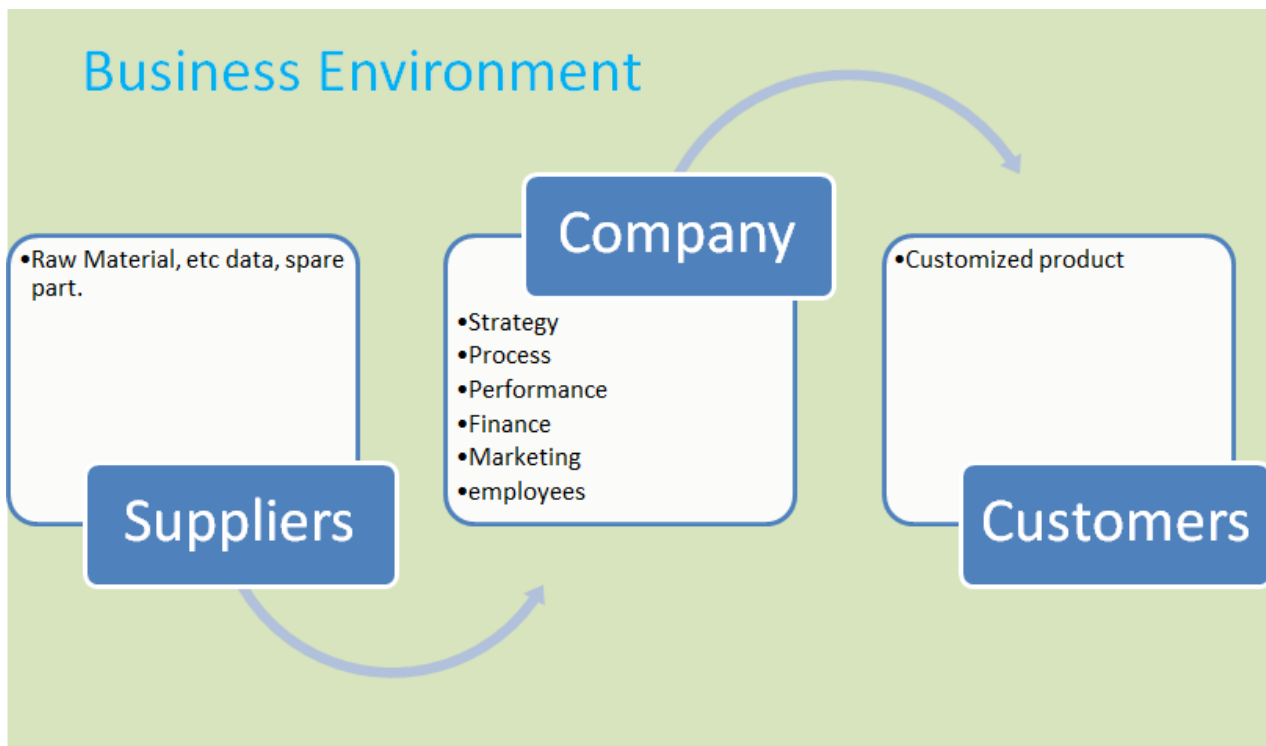 Business Environment
•Raw Material, etc data, spare
part.
Suppliers
Company
•Strategy
•Process
•Performance
•Finance
•Marketing
•employees
•Customized product
Customers